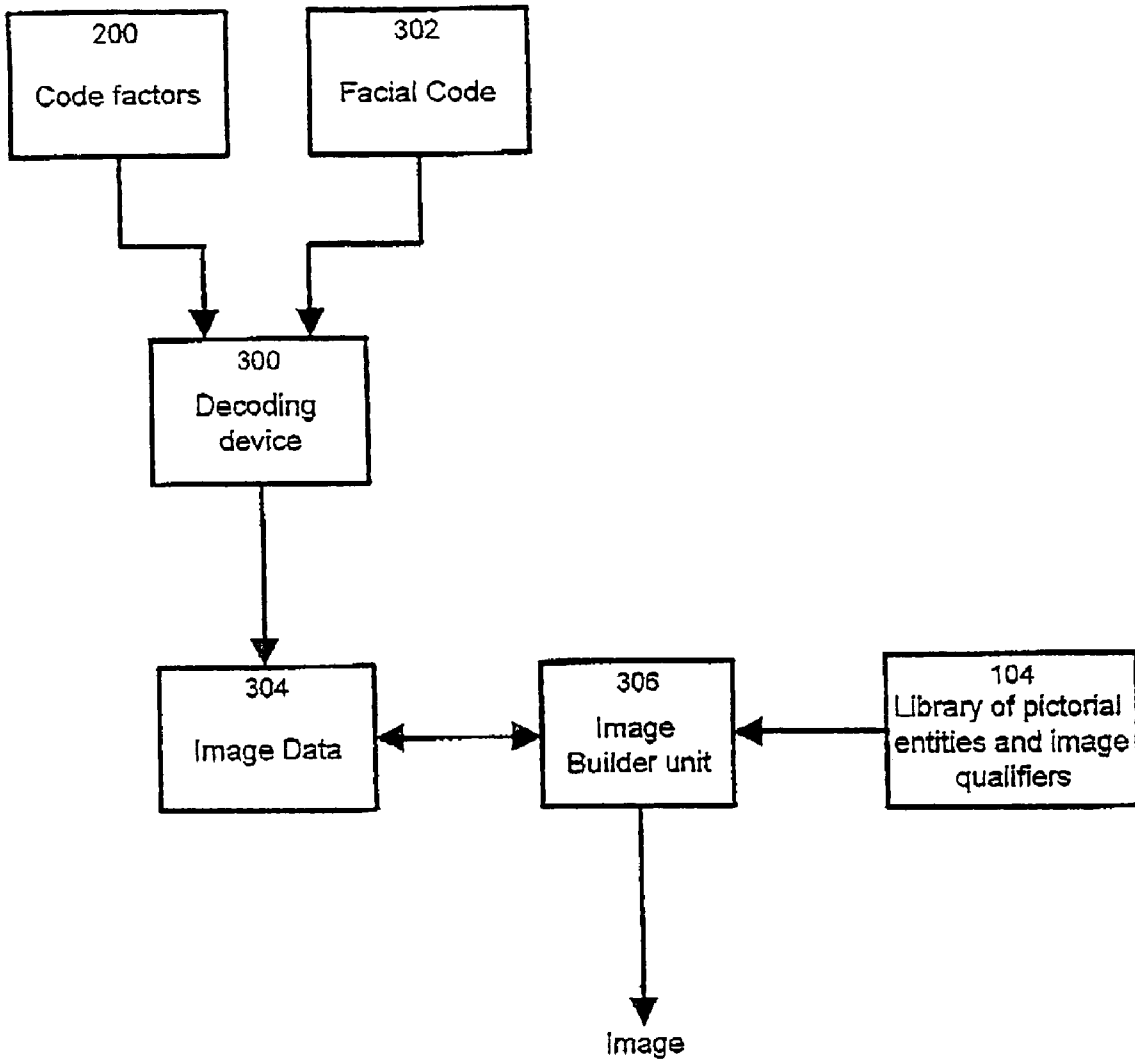 200
Code factors
302
Facial Code
300
Decoding
device
304
Image Data
306
Image
Builder unit
104
Library of pictorial
entities and image
qualifiers
Image